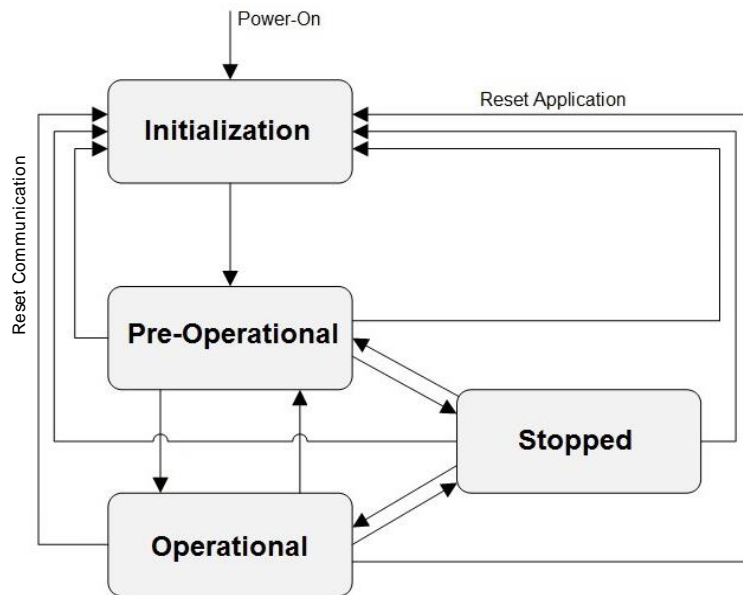 Power-On
Reset Application
Initialization
Reset Communication
Pre-Operational
Stopped
Operational